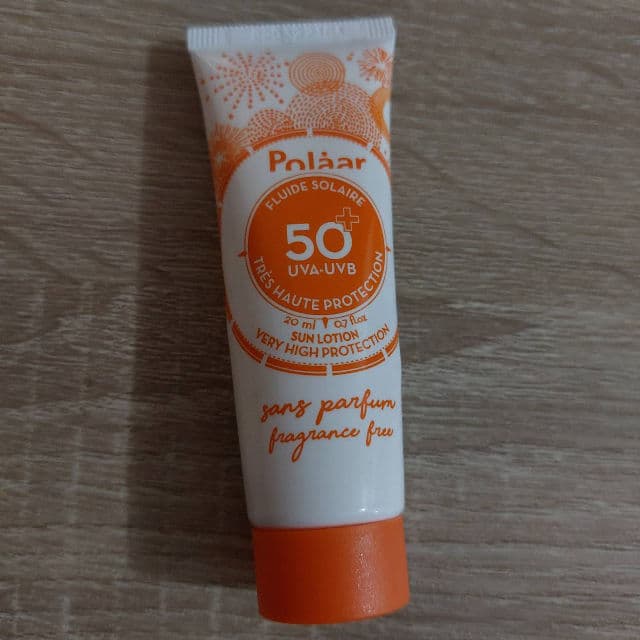 Polåar
FLUIDE SOLAIRE
50+
UVA-UVB
TRÈS HAUTE PROTECTION
20 ml 0.7 fl.oz
SUN LOTION
VERY HIGH PROTECTION
sans parfum
fragrance free